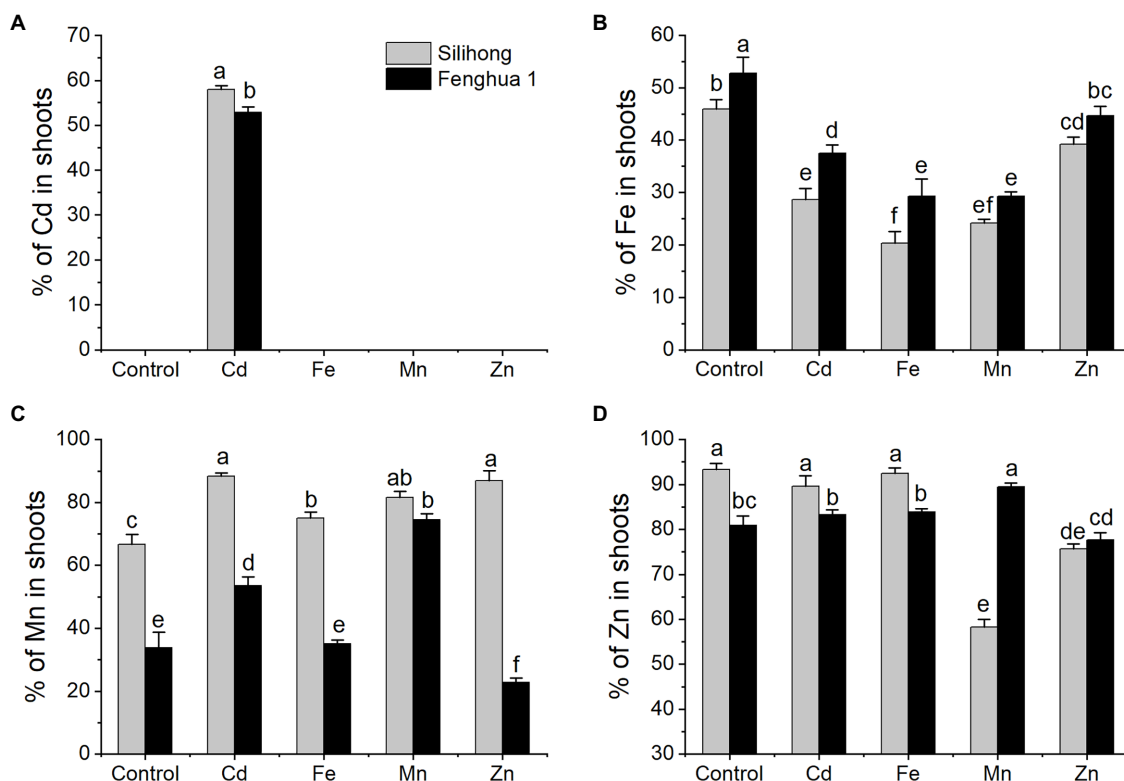 A
% of Cd in shoots
70
60
50
40
30
20
10
0
Silihong
Fenghua 1
a
b
Control Cd Fe Mn Zn
B
% of Fe in shoots
60
50
40
30
20
10
0
b a e d f e ef e cd bc
Control Cd Fe Mn Zn
C
% of Mn in shoots
100
80
60
40
20
0
c e a d b e ab b a f
Control Cd Fe Mn Zn
D
% of Zn in shoots
100
90
80
70
60
50
40
30
a bc a b a b e a de cd
Control Cd Fe Mn Zn